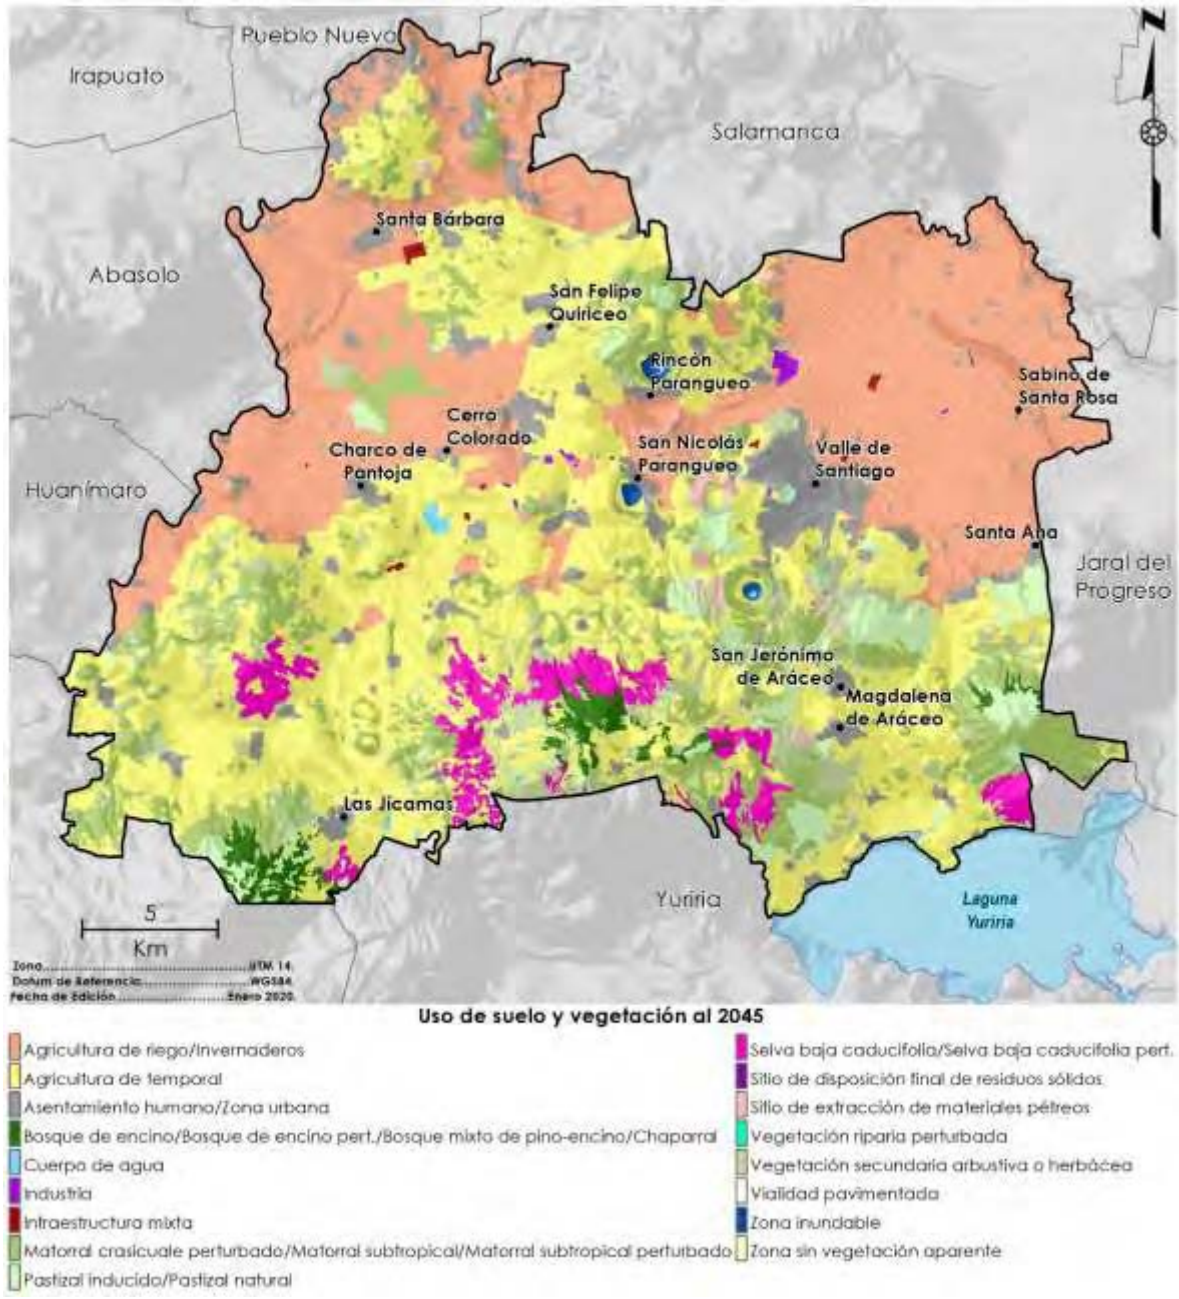 Pueblo Nuevo
Irapuato
Salamanca
Santa Bárbara
Abasolo
San Felipe
Quiriceo
Rincón
Parangueo
Sabino de
Santa Rosa
Cerro
Colorado
Charco de
Pantoja
San Nicolás
Parangueo
Valle de
Santiago
Huanímaro
Santa Ana
Jaral del
Progreso
San Jerónimo
de Aráceo
Magdalena
de Aráceo
Las Jícamas
Yuriria
Laguna
Yuriria
5
Km
Zona..........UTM 14.
Datum de Referencia..........WGS84.
Fecha de Edición..........Enero 2020.
Uso de suelo y vegetación al 2045
Agricultura de riego/Invernaderos
Agricultura de temporal
Asentamiento humano/Zona urbana
Bosque de encino/Bosque de encino pert./Bosque mixto de pino-encino/Chaparral
Cuerpo de agua
Industria
Infraestructura mixta
Matorral crasicuale perturbado/Matorral subtropical/Matorral subtropical perturbado
Pastizal inducido/Pastizal natural
Selva baja caducifolia/Selva baja caducifolia pert.
Sitio de disposición final de residuos sólidos
Sitio de extracción de materiales pétreos
Vegetación riparia perturbada
Vegetación secundaria arbustiva o herbácea
Vialidad pavimentada
Zona inundable
Zona sin vegetación aparente